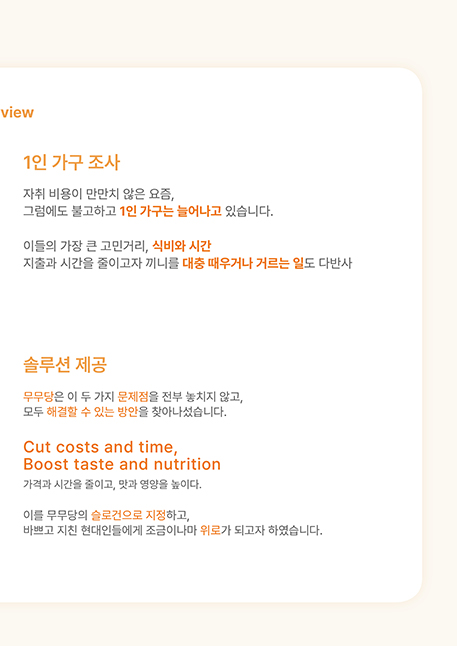 view
1인 가구 조사
자취 비용이 만만치 않은 요즘,
그럼에도 불고하고 1인 가구는 늘어나고 있습니다.
이들의 가장 큰 고민거리, 식비와 시간
지출과 시간을 줄이고자 끼니를 대충 때우거나 거르는 일도 다반사
솔루션 제공
무무당은 이 두 가지 문제점을 전부 놓치지 않고,
모두 해결할 수 있는 방안을 찾아나섰습니다.
Cut costs and time,
Boost taste and nutrition
가격과 시간을 줄이고, 맛과 영양을 높이다.
이를 무무당의 슬로건으로 지정하고,
바쁘고 지친 현대인들에게 조금이나마 위로가 되고자 하였습니다.